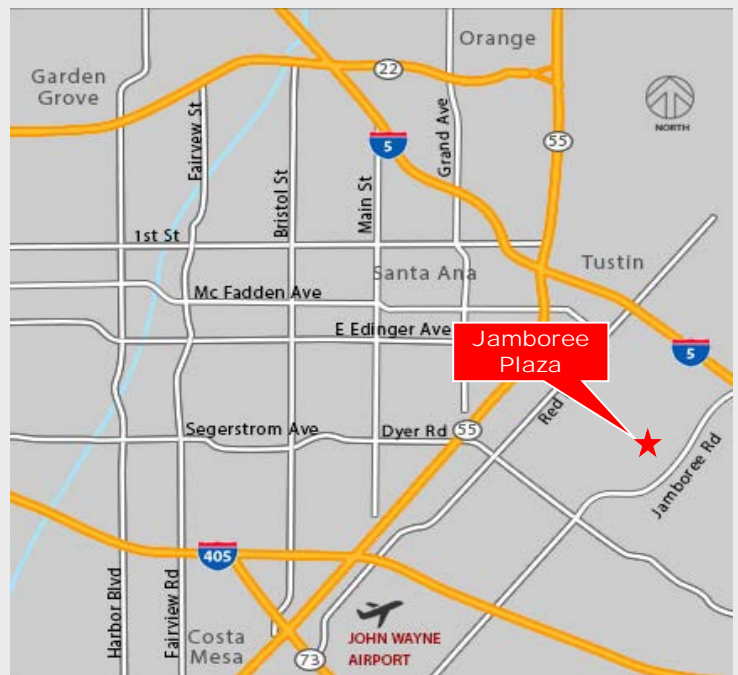 Orange
Garden
Grove
22
NORTH
Fairvew St
Grand Ave
5
55
Bristol St
Main St
1st St
Santa Ana
Tustin
Mc Fadden Ave
E Edinger Ave
Jamboree
Plaza
5
Red
Segerstrom Ave
Dyer Rd
55
Jamboree Rd
405
Harbor Blvd
Fairview Rd
Costa
Mesa
73
JOHN WAYNE
AIRPORT